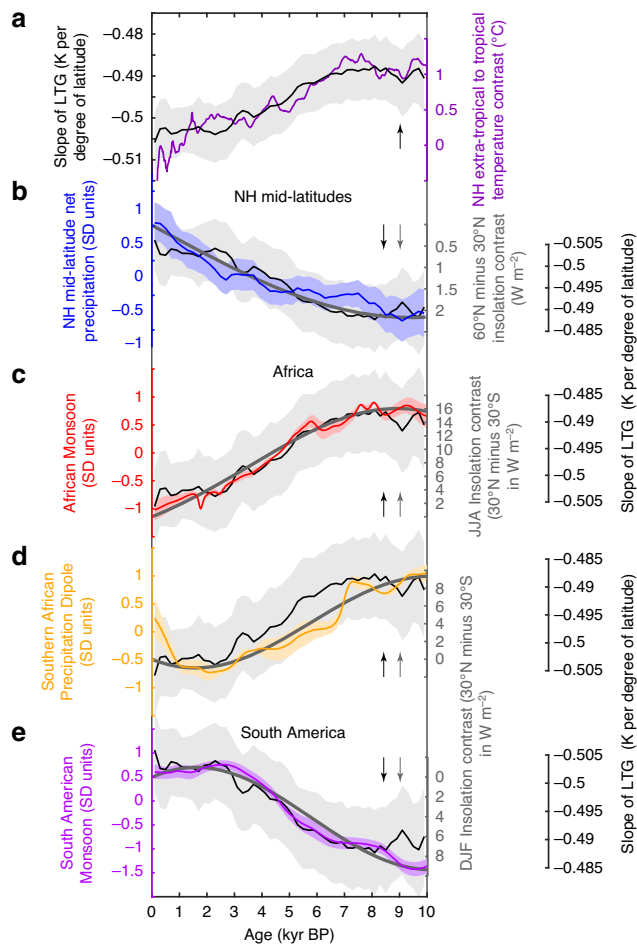 a
−0.48
−0.49
−0.5
−0.51
Slope of LTG (K per
degree of latitude)
1
0.5
0
NH extra-tropical to tropical
temperature contrast (°C)
b
NH mid-latitudes
1
0.5
0
−0.5
−1
NH mid-latitude net
precipitation (SD units)
0.5
1
1.5
2
60°N minus 30°N
insolation contrast
(W m−2)
−0.505
−0.5
−0.495
−0.49
−0.485
Slope of LTG (K per degree of latitude)
c
Africa
1
0.5
0
−0.5
−1
African Monsoon
(SD units)
16
14
12
10
8
6
4
2
JJA Insolation contrast
(30°N minus 30°S
in W m−2)
−0.485
−0.49
−0.495
−0.5
−0.505
d
1
0.5
0
−0.5
−1
Southern African
Precipitation Dipole
(SD units)
8
6
4
2
0
−0.485
−0.49
−0.495
−0.5
−0.505
Slope of LTG (K per degree of latitude)
e
South America
1
0.5
0
−0.5
−1
−1.5
South American
Monsoon (SD units)
0
2
4
6
8
DJF Insolation contrast (30°N minus 30°S
in W m−2)
−0.505
−0.5
−0.495
−0.49
−0.485
0 1 2 3 4 5 6 7 8 9 10
Age (kyr BP)